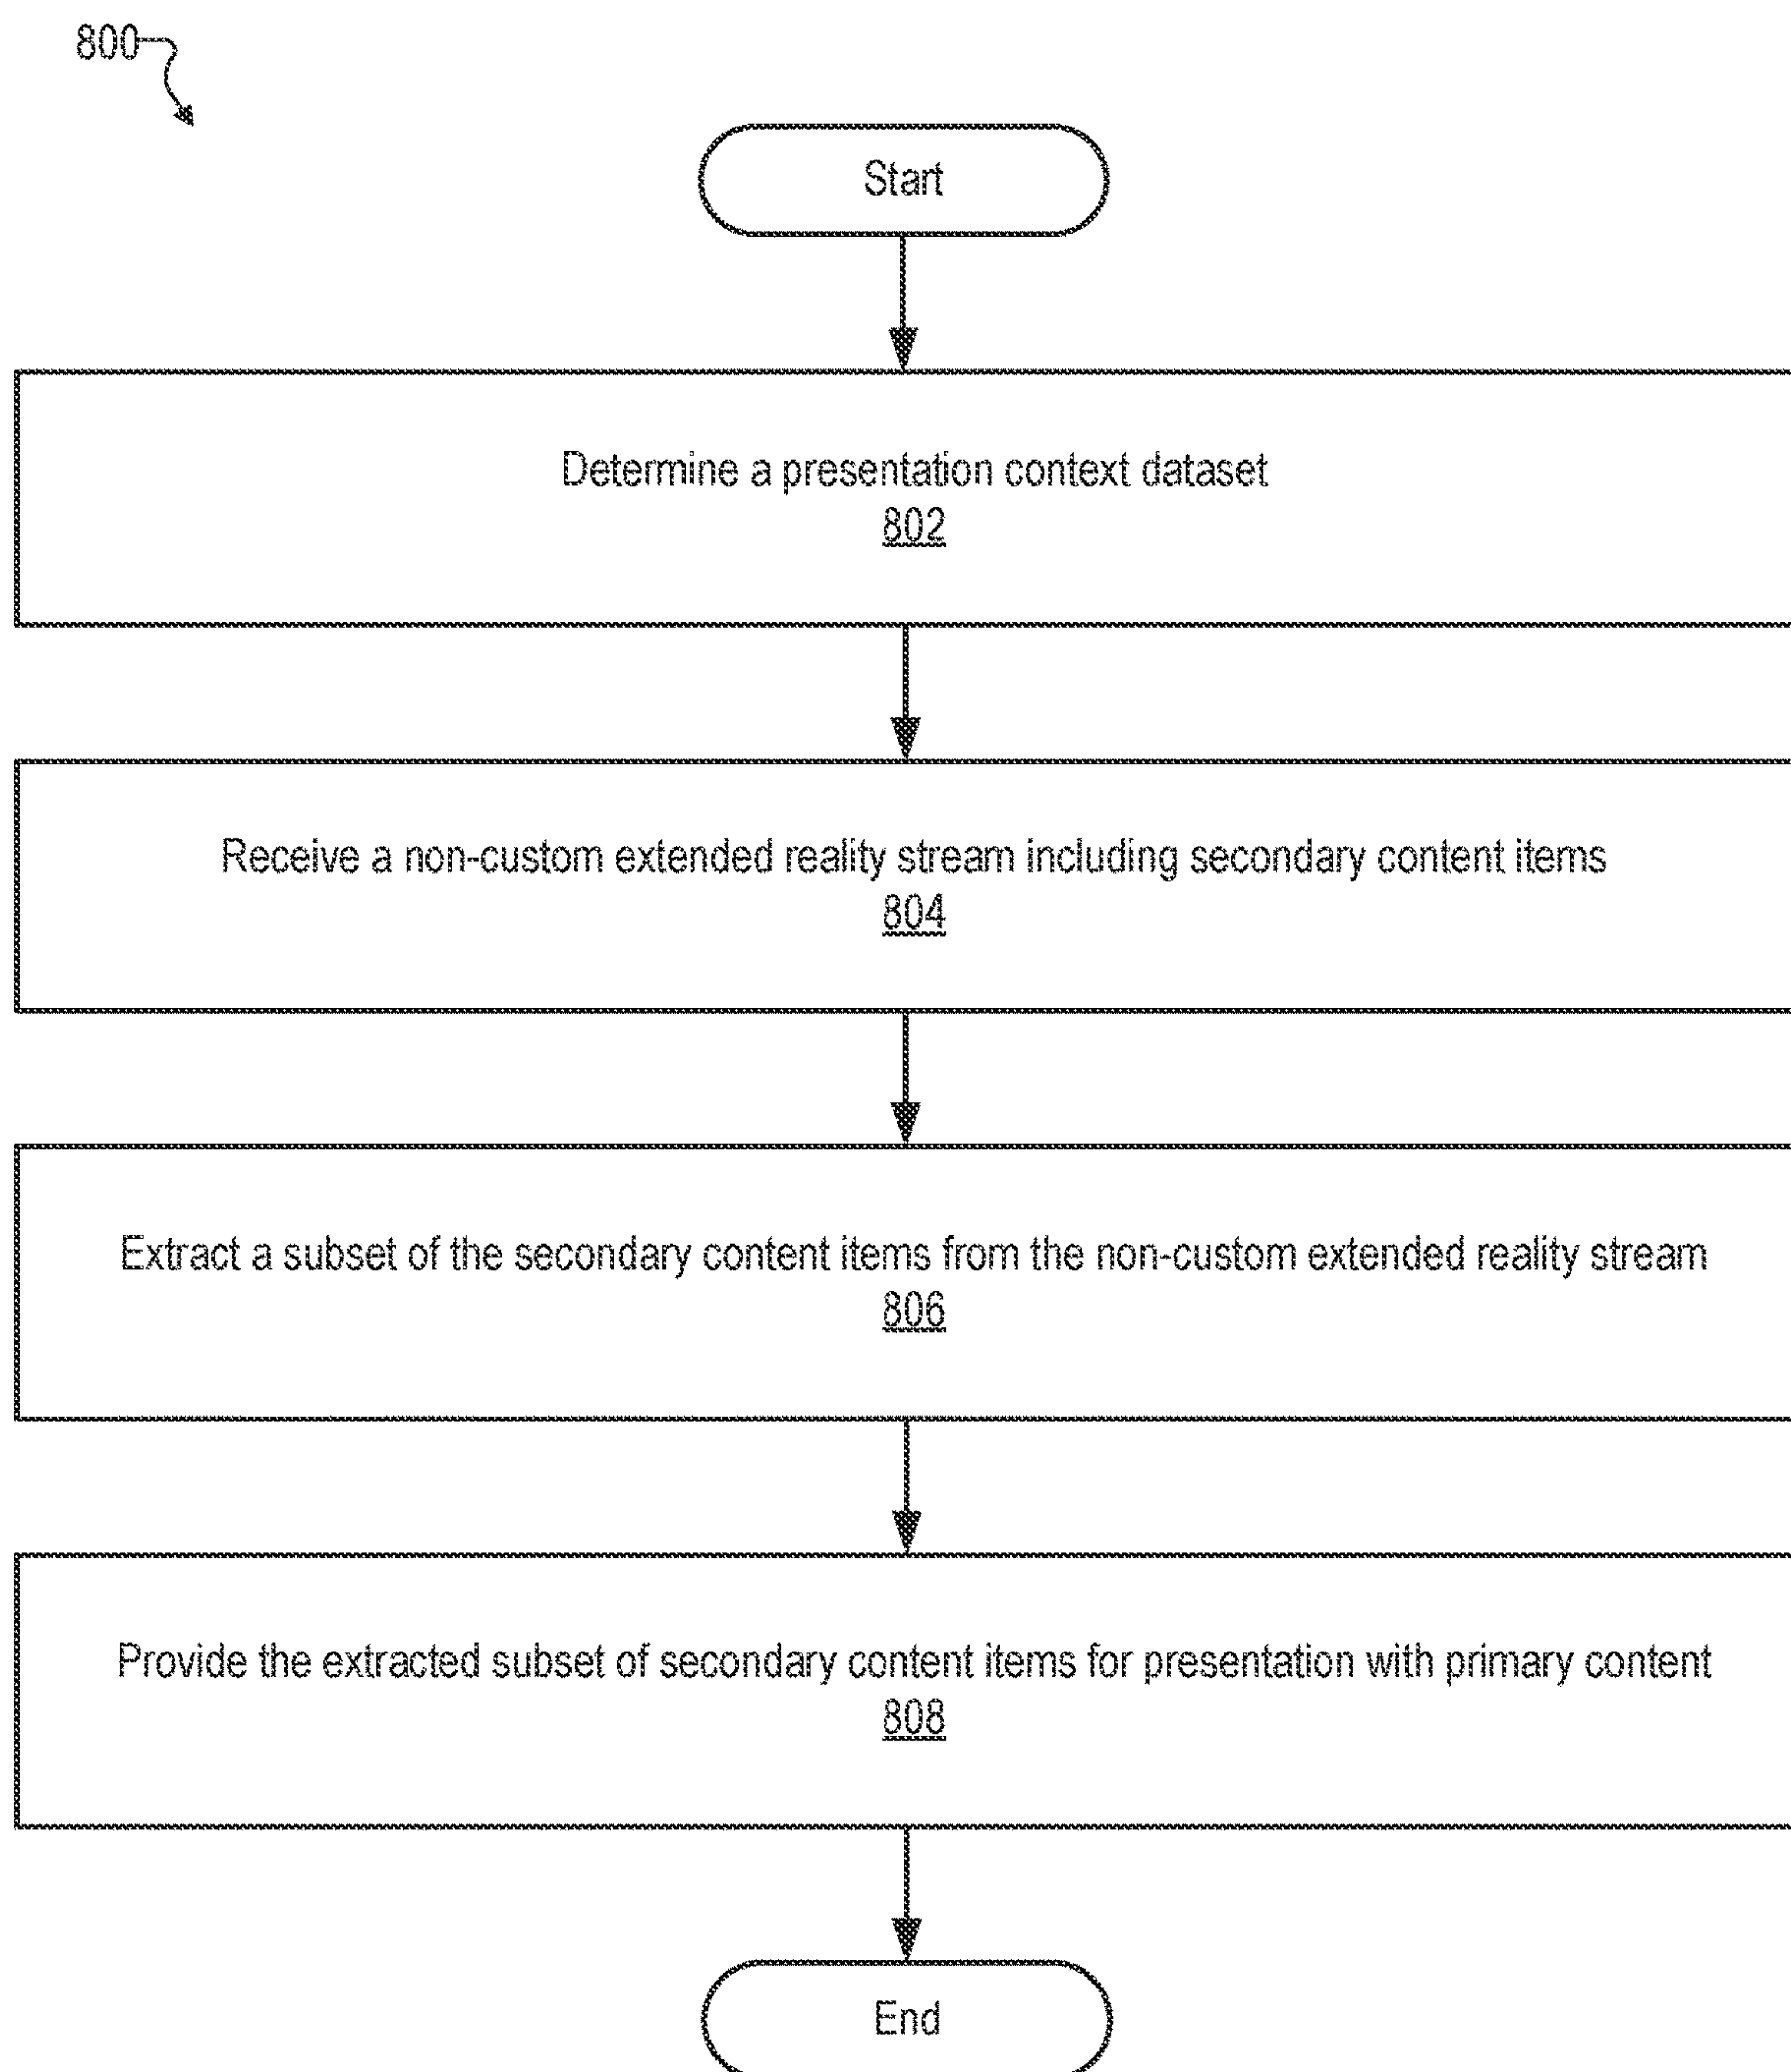 800
Start
Determine a presentation context dataset
802
Receive a non-custom extended reality stream including secondary content items
804
Extract a subset of the secondary content items from the non-custom extended reality stream
806
Provide the extracted subset of secondary content items for presentation with primary content
808
End